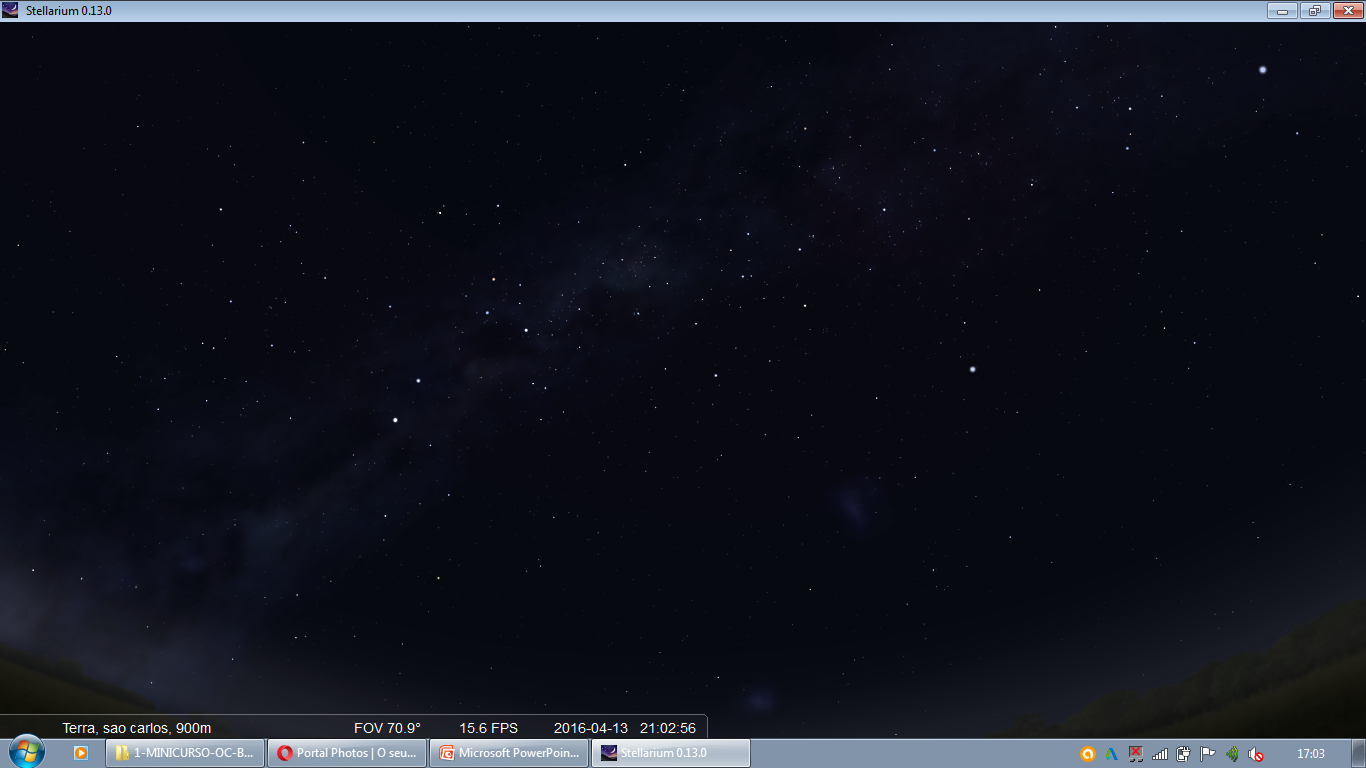 Stellarium 0.13.0
Terra, sao carlos, 900m FOV 70.9° 15.6 FPS 2016-04-13 21:02:56
1-MINICURSO-OC-B... Portal Photos | O seu... Microsoft PowerPoin... Stellarium 0.13.0 17:03